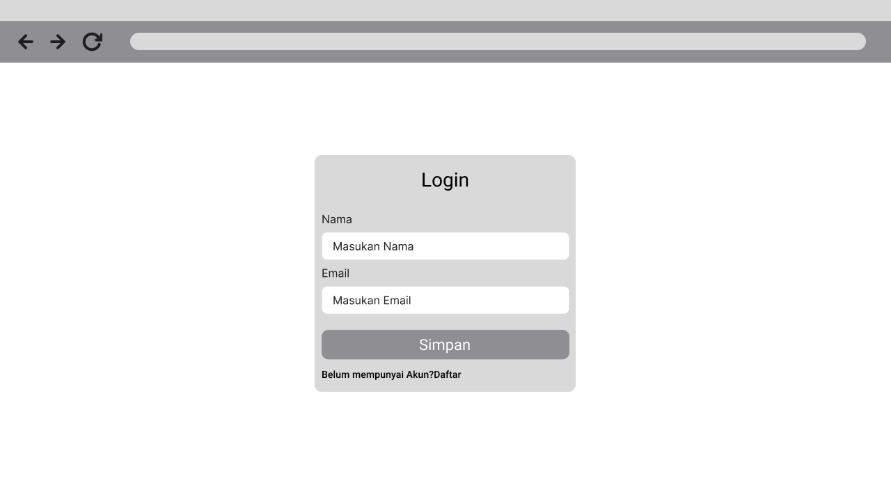 Login
Nama
Masukan Nama
Email
Masukan Email
Simpan
Belum mempunyai Akun?Daftar